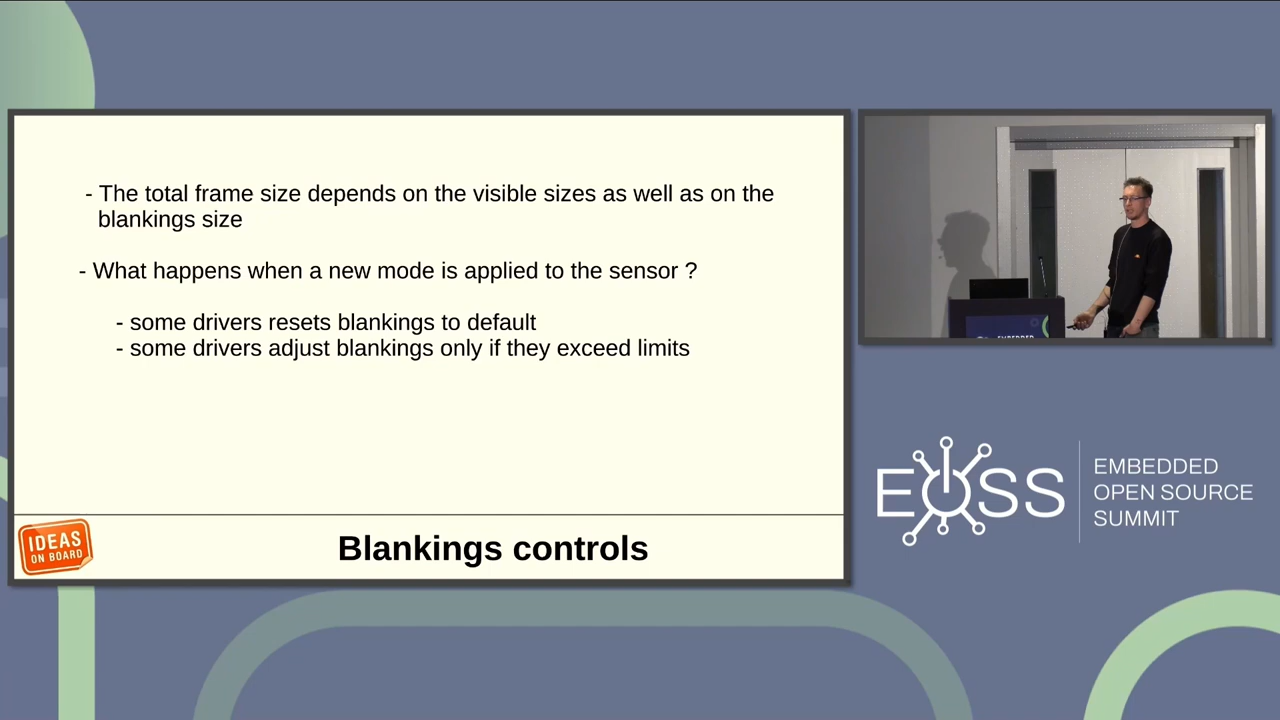 - The total frame size depends on the visible sizes as well as on the
blankings size
- What happens when a new mode is applied to the sensor ?
- some drivers resets blankings to default
- some drivers adjust blankings only if they exceed limits
IDEAS
ON BOARD
Blankings controls
EMBEDDED
EOSS
EMBEDDED
OPEN SOURCE
SUMMIT